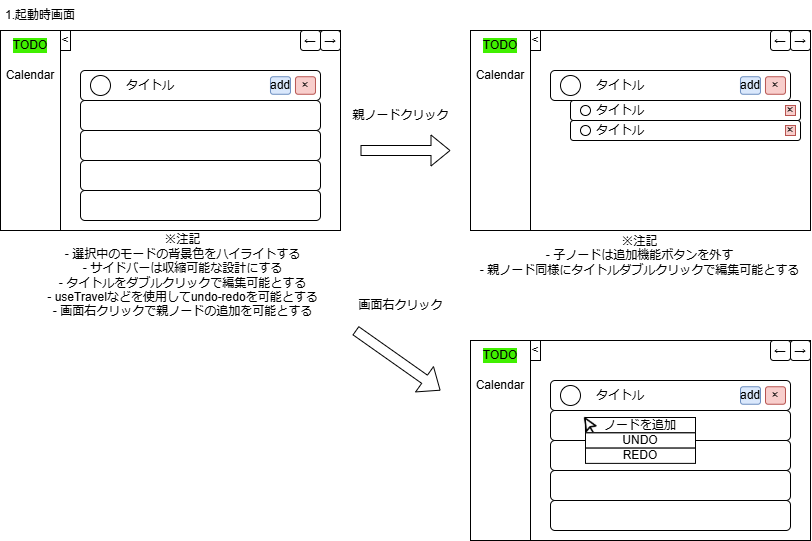 1.起動時画面
TODO
<
← →
Calendar
タイトル
add
×
※注記
- 選択中のモードの背景色をハイライトする
- サイドバーは収縮可能な設計にする
- タイトルをダブルクリックで編集可能とする
- useTravelなどを使用してundo-redoを可能とする
- 画面右クリックで親ノードの追加を可能とする
親ノードクリック
TODO
<
← →
Calendar
タイトル
add
×
タイトル
×
タイトル
×
※注記
- 子ノードは追加機能ボタンを外す
- 親ノード同様にタイトルダブルクリックで編集可能とする
画面右クリック
TODO
<
← →
Calendar
タイトル
add
×
ノードを追加
UNDO
REDO